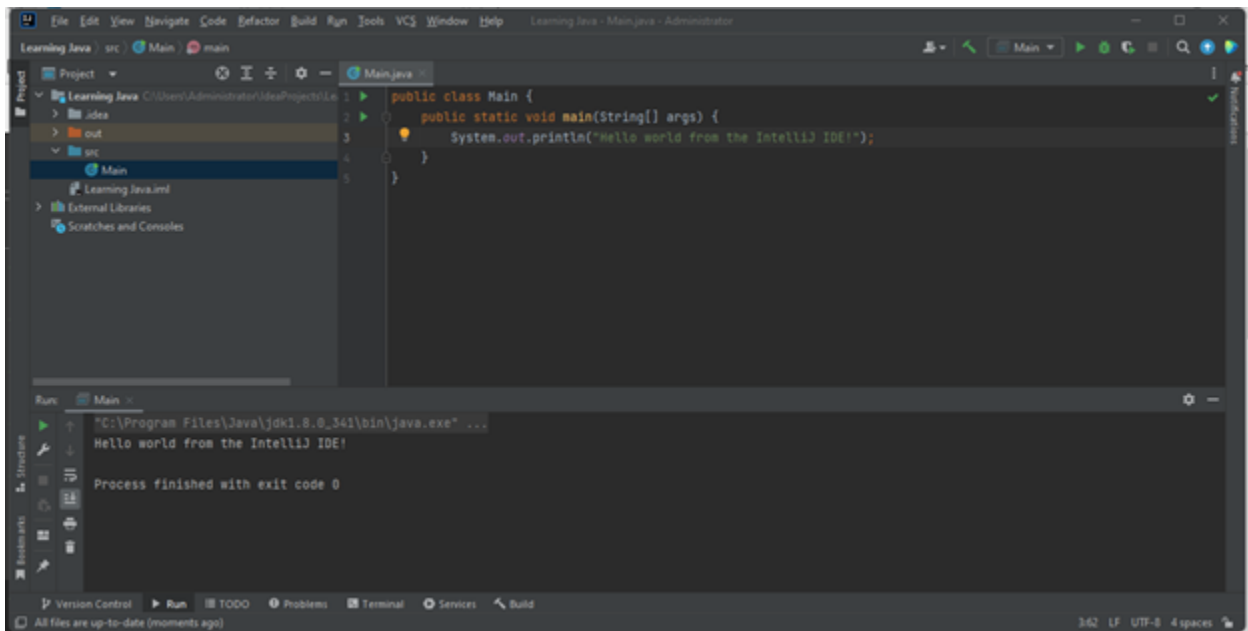 File Edit View Navigate Code Refactor Build Run Tools VCS Window Help Learning Java - Main.java - Administrator
Learning Java src Main main
Main
Project
Project
Learning Java C:\Users\Administrator\IdeaProjects\Le
.idea
out
src
Main
Learning Java.iml
External Libraries
Scratches and Consoles
Main.java
1 public class Main {
2 public static void main(String[] args) {
3 System.out.println("Hello world from the IntelliJ IDE!");
4 }
5 }
Notifications
Run: Main
"C:\Program Files\Java\jdk1.8.0_341\bin\java.exe" ...
Hello world from the IntelliJ IDE!
Process finished with exit code 0
Structure
Bookmarks
Version Control Run TODO Problems Terminal Services Build
All files are up-to-date (moments ago) 3:62 LF UTF-8 4 spaces